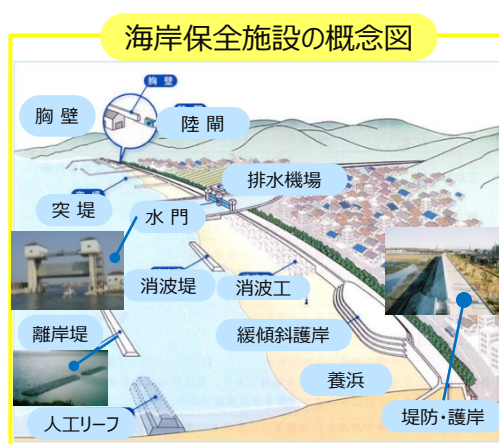 海岸保全施設の概念図
胸壁
胸 壁
陸 閘
排水機場
突 堤
水 門
消波堤
消波工
離岸堤
緩傾斜護岸
養浜
人工リーフ
堤防・護岸